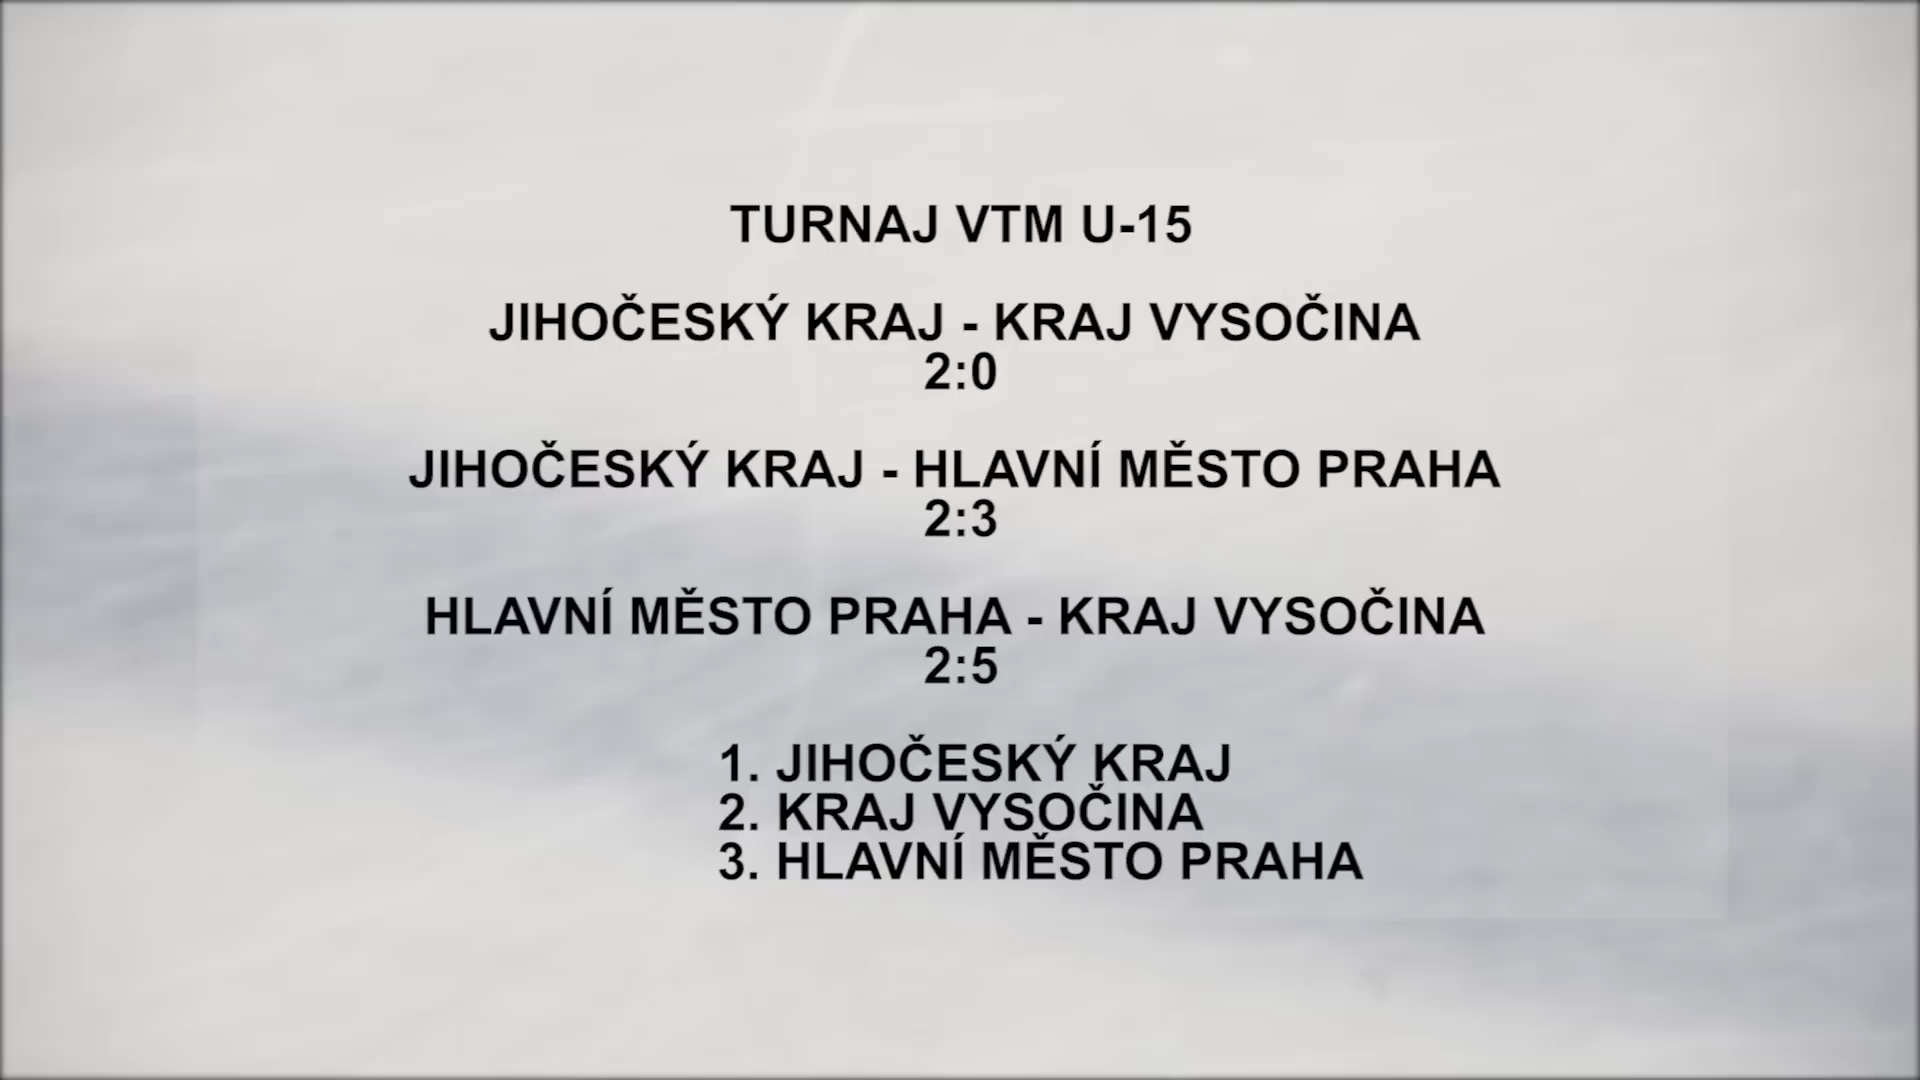 TURNAJ VTM U-15
JIHOČESKÝ KRAJ - KRAJ VYSOČINA
2:0
JIHOČESKÝ KRAJ - HLAVNÍ MĚSTO PRAHA
2:3
HLAVNÍ MĚSTO PRAHA - KRAJ VYSOČINA
2:5
1. JIHOČESKÝ KRAJ
2. KRAJ VYSOČINA
3. HLAVNÍ MĚSTO PRAHA